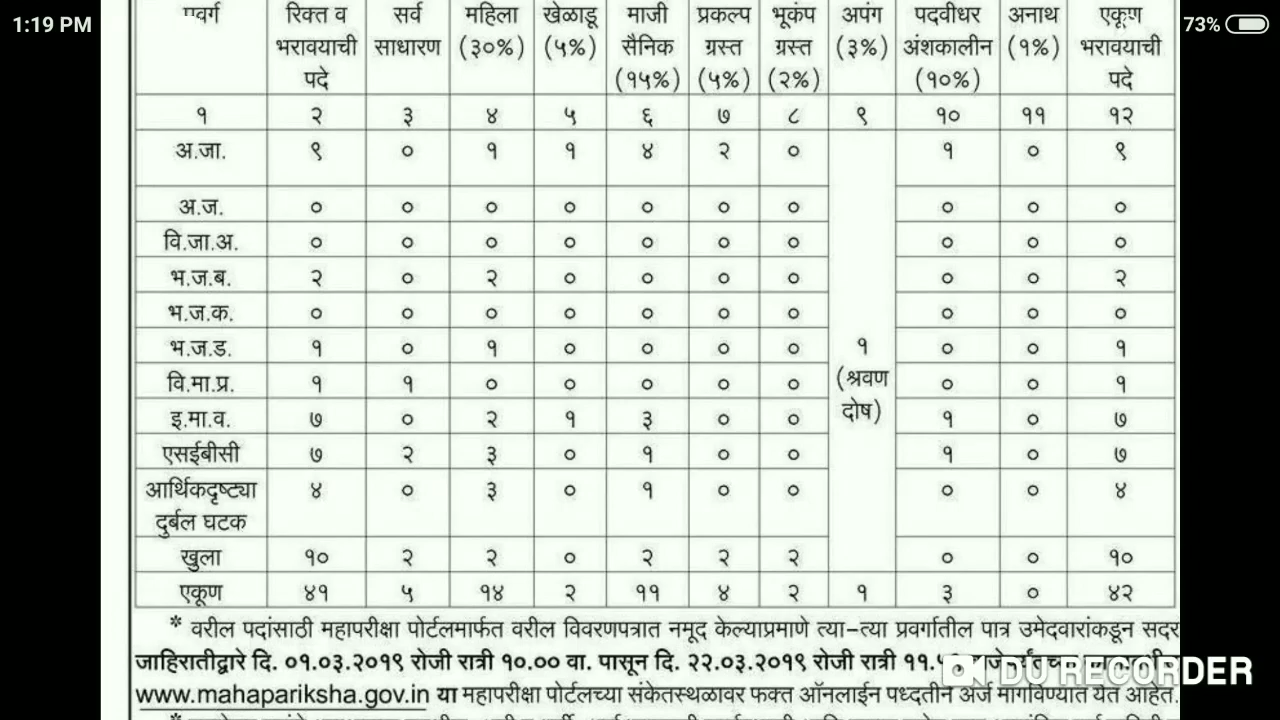 1:19 PM
73%
प्रवर्ग रिक्त व भरावयाची पदे सर्व साधारण महिला (३०%) खेळाडू (५%) माजी सैनिक (१५%) प्रकल्प ग्रस्त (५%) भूकंप ग्रस्त (२%) अपंग (३%) पदवीधर अंशकालीन (१०%) अनाथ (१%) एकूण भरावयाची पदे
१ २ ३ ४ ५ ६ ७ ८ ९ १० ११ १२
अ.जा. ९ ० १ १ ४ २ ० १ ० ९
अ.ज. ० ० ० ० ० ० ० ० ० ०
वि.जा.अ. ० ० ० ० ० ० ० ० ० ०
भ.ज.ब. २ ० २ ० ० ० ० ० ० २
भ.ज.क. ० ० ० ० ० ० ० ० ० ०
भ.ज.ड. १ ० १ ० ० ० ० १ (श्रवण दोष) ० ० १
वि.मा.प्र. १ १ ० ० ० ० ० ० ० १
इ.मा.व. ७ ० २ १ ३ ० ० १ ० ७
एसईबीसी ७ २ ३ ० १ ० ० १ ० ७
आर्थिकदृष्ट्या दुर्बल घटक ४ ० ३ ० १ ० ० ० ० ४
खुला १० २ २ ० २ २ २ ० ० १०
एकूण ४१ ५ १४ २ ११ ४ २ १ ३ ० ४२
* वरील पदांसाठी महापरीक्षा पोर्टलमार्फत वरील विवरणपत्रात नमूद केल्याप्रमाणे त्या-त्या प्रवर्गातील पात्र उमेदवारांकडून सदर
जाहिरातीद्वारे दि. ०१.०३.२०१९ रोजी रात्री १०.०० वा. पासून दि. २२.०३.२०१९ रोजी रात्री
DU RECORDER
www.mahapariksha.gov.in या महापरीक्षा पोर्टलच्या संकेतस्थळावर फक्त ऑनलाईन पध्दतीने अर्ज मागविण्यात येत आहेत.